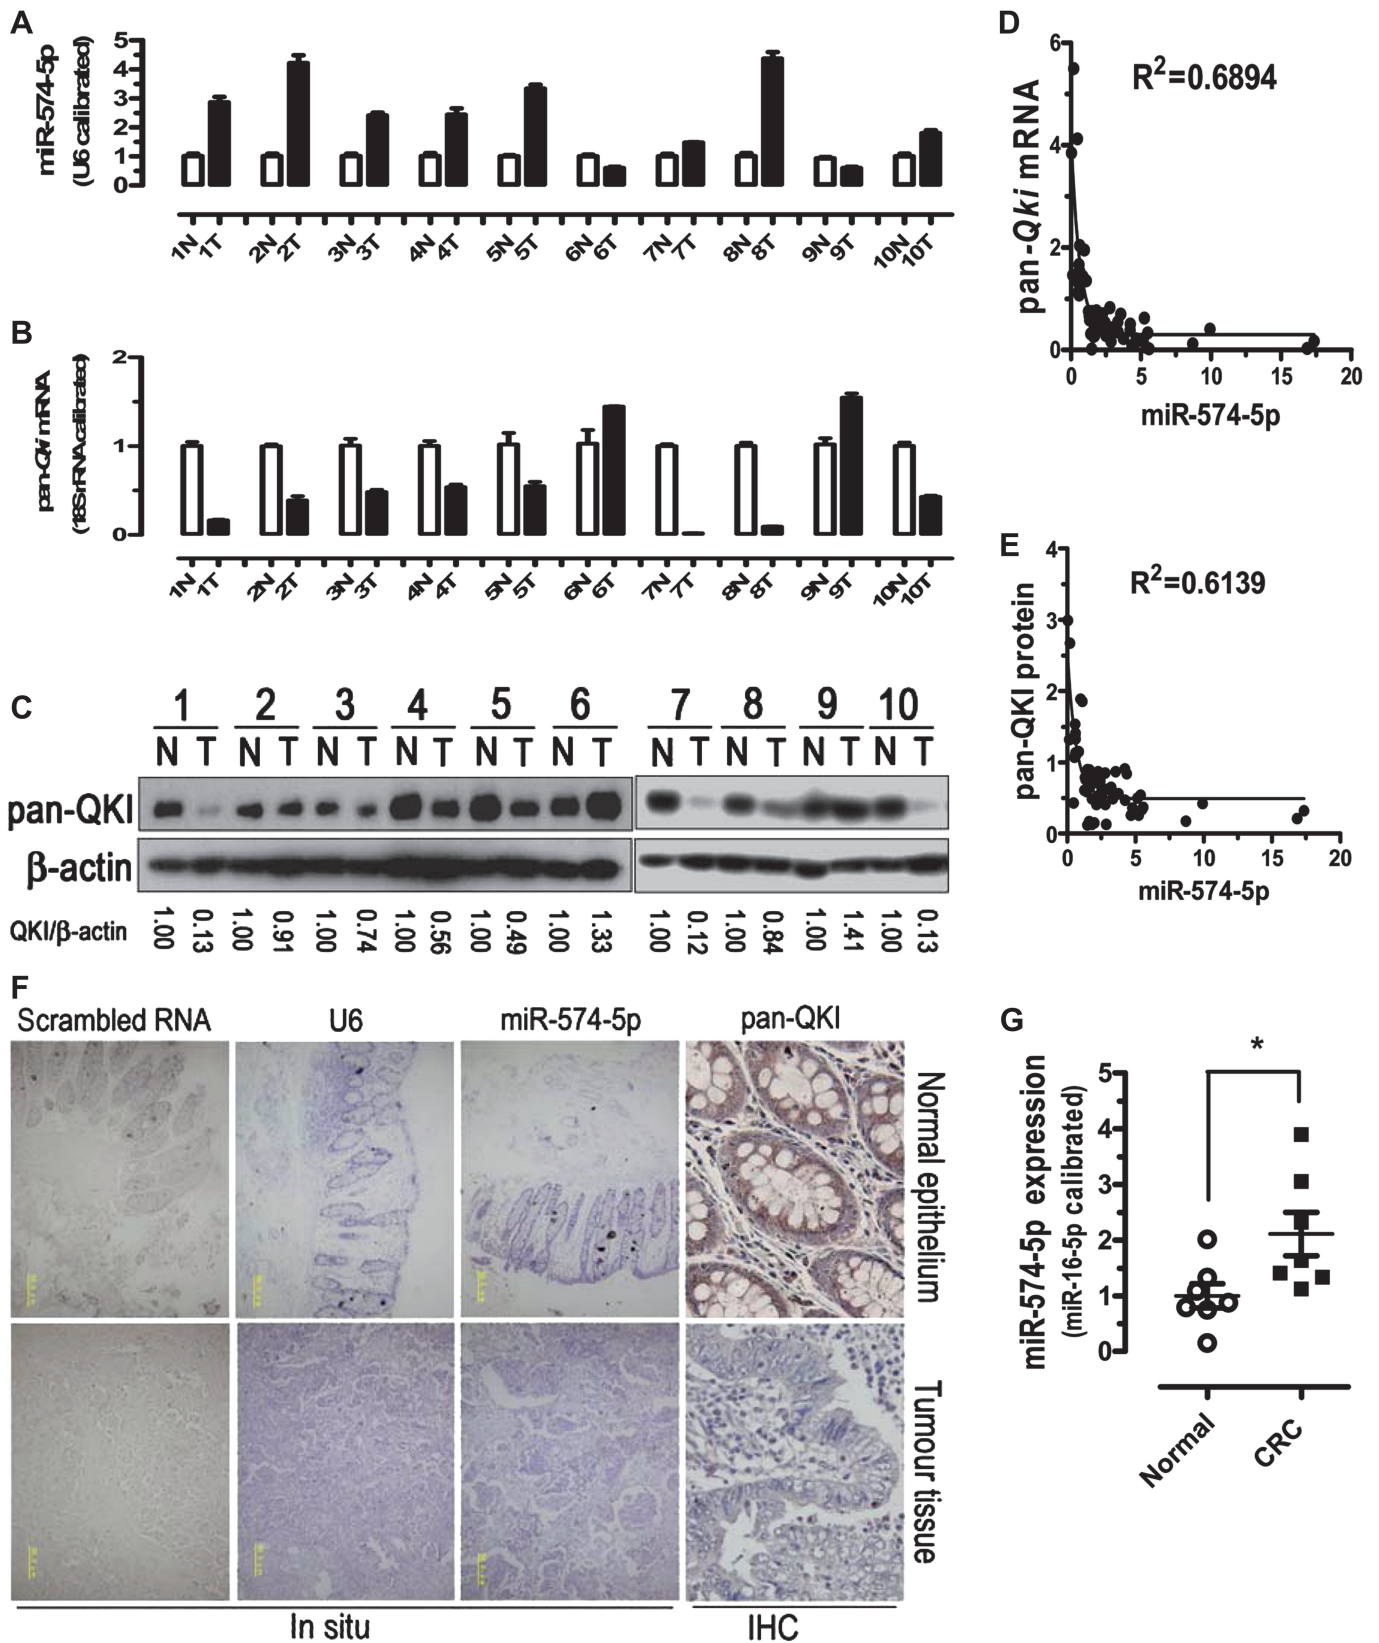 A
miR-574-5p
(U6 calibrated)
5
4
3
2
1
0
1N 1T 2N 2T 3N 3T 4N 4T 5N 5T 6N 6T 7N 7T 8N 8T 9N 9T 10N 10T
B
pan-Qki mRNA
(18S rRNA calibrated)
2
1
0
1N 1T 2N 2T 3N 3T 4N 4T 5N 5T 6N 6T 7N 7T 8N 8T 9N 9T 10N 10T
C
1 2 3 4 5 6 7 8 9 10
N T N T N T N T N T N T N T N T N T N T
pan-QKI
β-actin
QKI/β-actin
1.00 0.13 1.00 0.91 1.00 0.74 1.00 0.56 1.00 0.49 1.00 1.33 1.00 0.12 1.00 0.84 1.00 1.41 1.00 0.13
D
R²=0.6894
pan-Qki mRNA
6
4
2
0
0 5 10 15 20
miR-574-5p
E
R²=0.6139
pan-QKI protein
4
3
2
1
0
0 5 10 15 20
miR-574-5p
F
Scrambled RNA U6 miR-574-5p pan-QKI
Normal epithelium
Tumour tissue
In situ IHC
G
*
miR-574-5p expression
(miR-16-5p calibrated)
5
4
3
2
1
0
Normal CRC